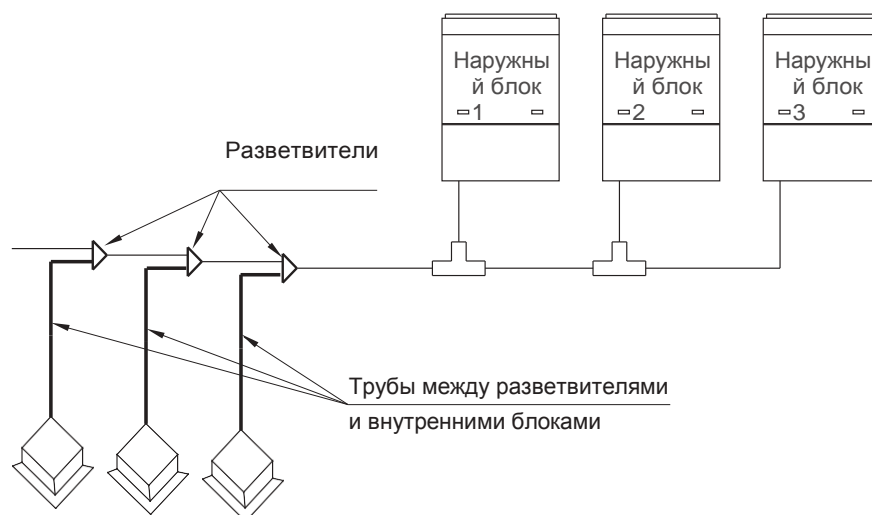 Наружны
й блок
1
Наружны
й блок
2
Наружны
й блок
3
Разветвители
Трубы между разветвителями
и внутренними блоками